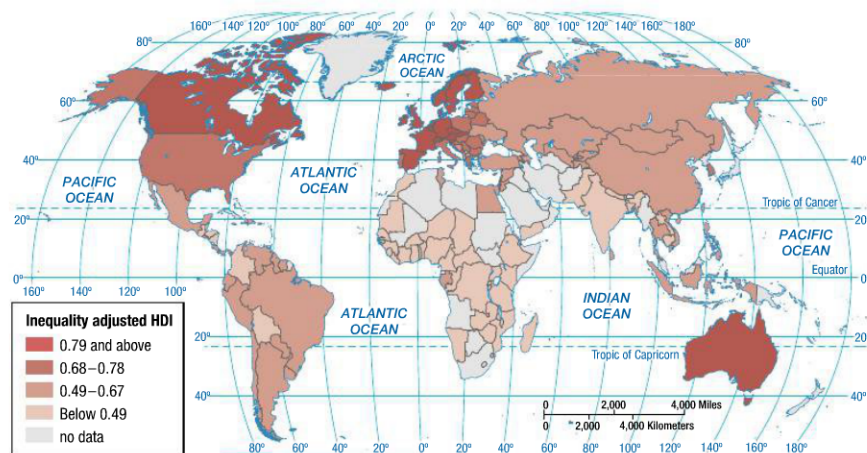 160° 140° 120° 100° 80° 60° 40° 20° 0° 20° 40° 60° 80° 100° 120° 140° 160°
80°
80°
ARCTIC
OCEAN
60°
60°
40°
40°
ATLANTIC
OCEAN
PACIFIC
OCEAN
20°
20°
Tropic of Cancer
PACIFIC
OCEAN
0°
0°
Equator
160° 140° 120° 100°
160°
180°
ATLANTIC
OCEAN
INDIAN
OCEAN
20°
20°
Tropic of Capricorn
40°
40°
Inequality adjusted HDI
0.79 and above
0.68–0.78
0.49–0.67
Below 0.49
no data
0 2,000 4,000 Miles
0 2,000 4,000 Kilometers
80° 60° 40° 20° 0° 20° 40° 60° 80° 100° 120° 140° 160° 180°